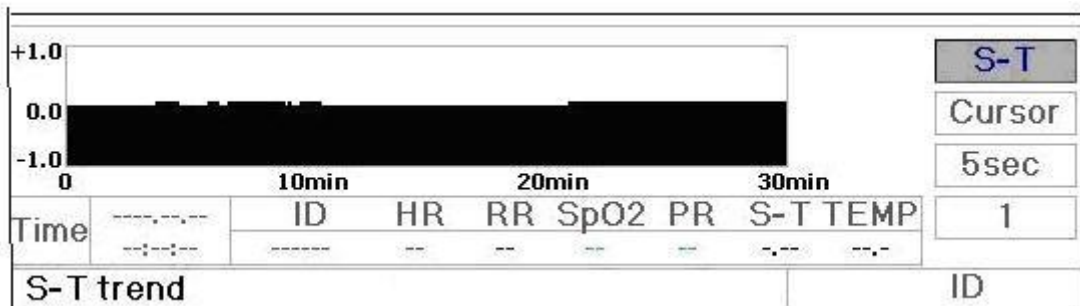 +1.0
S-T
0.0
Cursor
-1.0
5sec
0 10min 20min 30min
Time ----.--.-- ID HR RR SpO2 PR S-T TEMP 1
--:--:-- ------ -- -- -- -- -.-- --.-
S-T trend ID